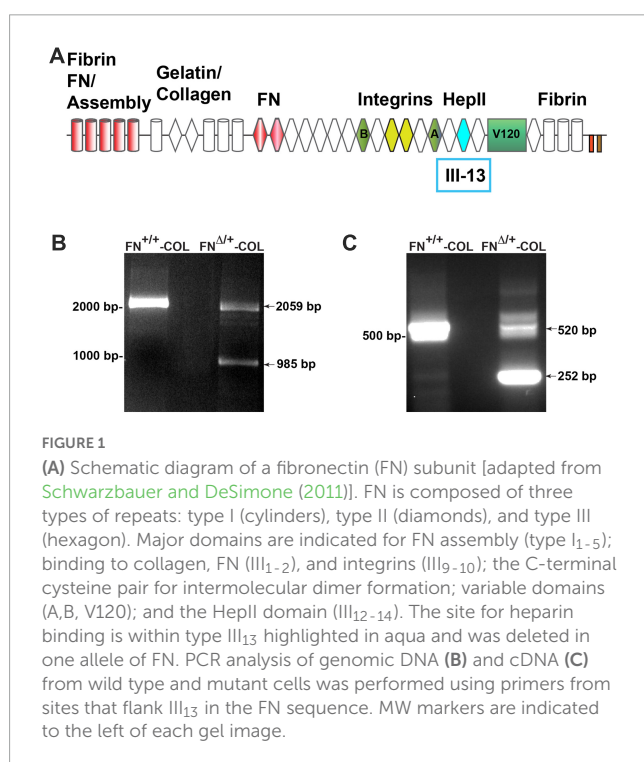 A Fibrin
FN/
Assembly
Gelatin/
Collagen
FN
Integrins
HepII
Fibrin
B
A
V120
III-13
B
FN+/+-COL FNΔ/+-COL
2000 bp-
2059 bp
1000 bp-
985 bp
C
FN+/+-COL FNΔ/+-COL
500 bp-
520 bp
252 bp
FIGURE 1
(A) Schematic diagram of a fibronectin (FN) subunit [adapted from
Schwarzbauer and DeSimone (2011)]. FN is composed of three
types of repeats: type I (cylinders), type II (diamonds), and type III
(hexagon). Major domains are indicated for FN assembly (type I1-5);
binding to collagen, FN (III1-2), and integrins (III9-10); the C-terminal
cysteine pair for intermolecular dimer formation; variable domains
(A,B, V120); and the HepII domain (III12-14). The site for heparin
binding is within type III13 highlighted in aqua and was deleted in
one allele of FN. PCR analysis of genomic DNA (B) and cDNA (C)
from wild type and mutant cells was performed using primers from
sites that flank III13 in the FN sequence. MW markers are indicated
to the left of each gel image.